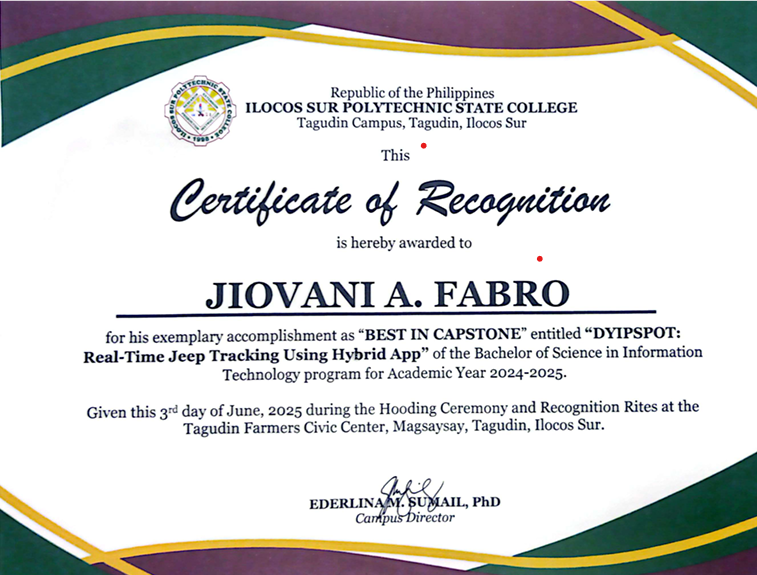 ILOCOS SUR POLYTECHNIC STATE COLLEGE
Republic of the Philippines
ILOCOS SUR POLYTECHNIC STATE COLLEGE
Tagudin Campus, Tagudin, Ilocos Sur
This
Certificate of Recognition
is hereby awarded to
JIOVANI A. FABRO
for his exemplary accomplishment as “BEST IN CAPSTONE” entitled “DYIPSPOT:
Real-Time Jeep Tracking Using Hybrid App” of the Bachelor of Science in Information
Technology program for Academic Year 2024-2025.
Given this 3rd day of June, 2025 during the Hooding Ceremony and Recognition Rites at the
Tagudin Farmers Civic Center, Magsaysay, Tagudin, Ilocos Sur.
EDERLINA M. SUMAIL, PhD
Campus Director